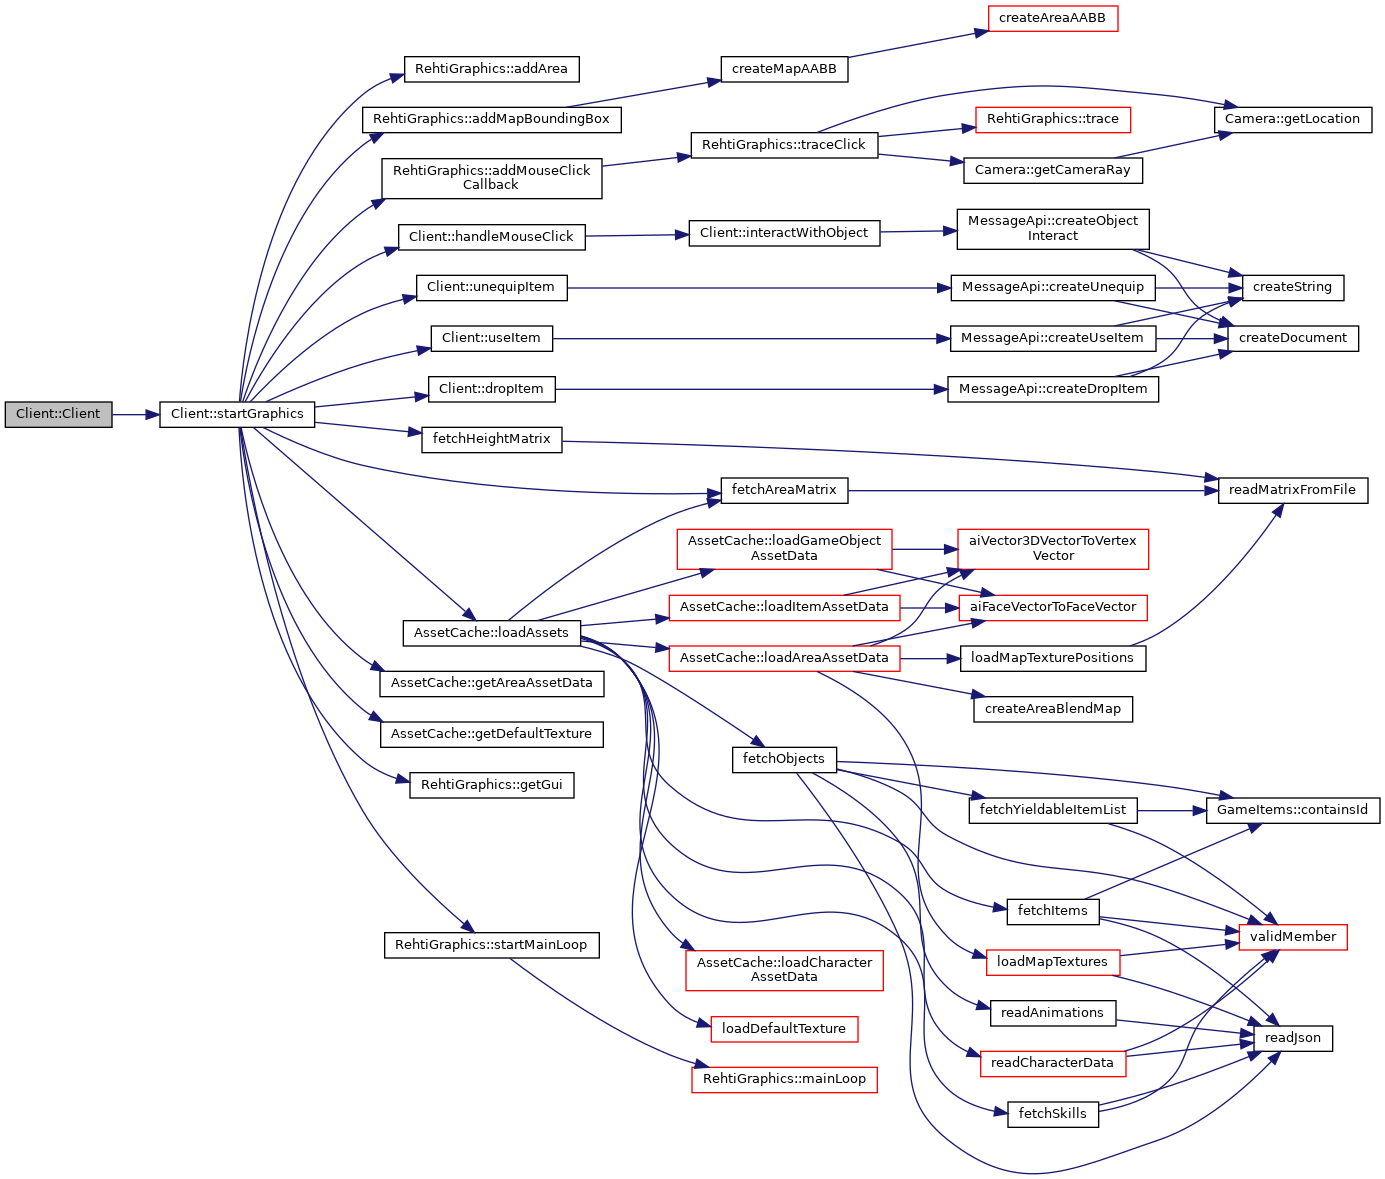 createAreaAABB
RehtiGraphics::addArea
createMapAABB
RehtiGraphics::addMapBoundingBox
RehtiGraphics::trace
Camera::getLocation
RehtiGraphics::traceClick
RehtiGraphics::addMouseClick
Callback
Camera::getCameraRay
Client::handleMouseClick
Client::interactWithObject
MessageApi::createObject
Interact
Client::unequipItem
MessageApi::createUnequip
createString
Client::useItem
MessageApi::createUseItem
createDocument
Client::dropItem
MessageApi::createDropItem
Client::Client
Client::startGraphics
fetchHeightMatrix
fetchAreaMatrix
readMatrixFromFile
AssetCache::loadGameObject
AssetData
aiVector3DVectorToVertex
Vector
AssetCache::loadItemAssetData
aiFaceVectorToFaceVector
AssetCache::loadAssets
AssetCache::loadAreaAssetData
loadMapTexturePositions
AssetCache::getAreaAssetData
createAreaBlendMap
AssetCache::getDefaultTexture
fetchObjects
RehtiGraphics::getGui
fetchYieldableItemList
GameItems::containsId
fetchItems
validMember
RehtiGraphics::startMainLoop
loadMapTextures
AssetCache::loadCharacter
AssetData
readAnimations
loadDefaultTexture
readJson
readCharacterData
RehtiGraphics::mainLoop
fetchSkills